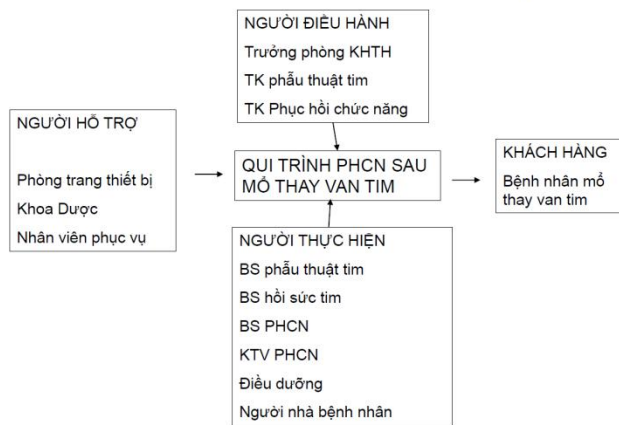 NGƯỜI ĐIỀU HÀNH
Trưởng phòng KHTH
TK phẫu thuật tim
TK Phục hồi chức năng
NGƯỜI HỖ TRỢ
Phòng trang thiết bị
Khoa Dược
Nhân viên phục vụ
QUI TRÌNH PHCN SAU
MỔ THAY VAN TIM
KHÁCH HÀNG
Bệnh nhân mổ
thay van tim
NGƯỜI THỰC HIỆN
BS phẫu thuật tim
BS hồi sức tim
BS PHCN
KTV PHCN
Điều dưỡng
Người nhà bệnh nhân